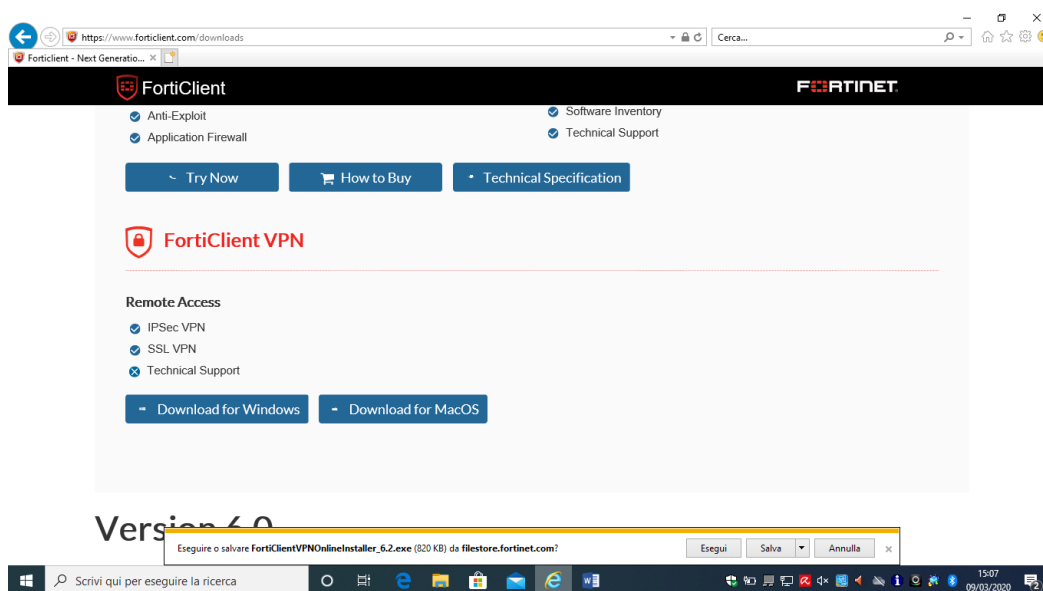 https://www.forticlient.com/downloads
Cerca...
Forticlient - Next Generatio...
FortiClient
FORTINET
Anti-Exploit
Application Firewall
Software Inventory
Technical Support
Try Now
How to Buy
Technical Specification
FortiClient VPN
Remote Access
IPSec VPN
SSL VPN
Technical Support
Download for Windows
Download for MacOS
Version 6.0
Eseguire o salvare FortiClientVPNOnlineInstaller_6.2.exe (820 KB) da filestore.fortinet.com?
Esegui
Salva
Annulla
Scrivi qui per eseguire la ricerca
15:07
09/03/2020
2